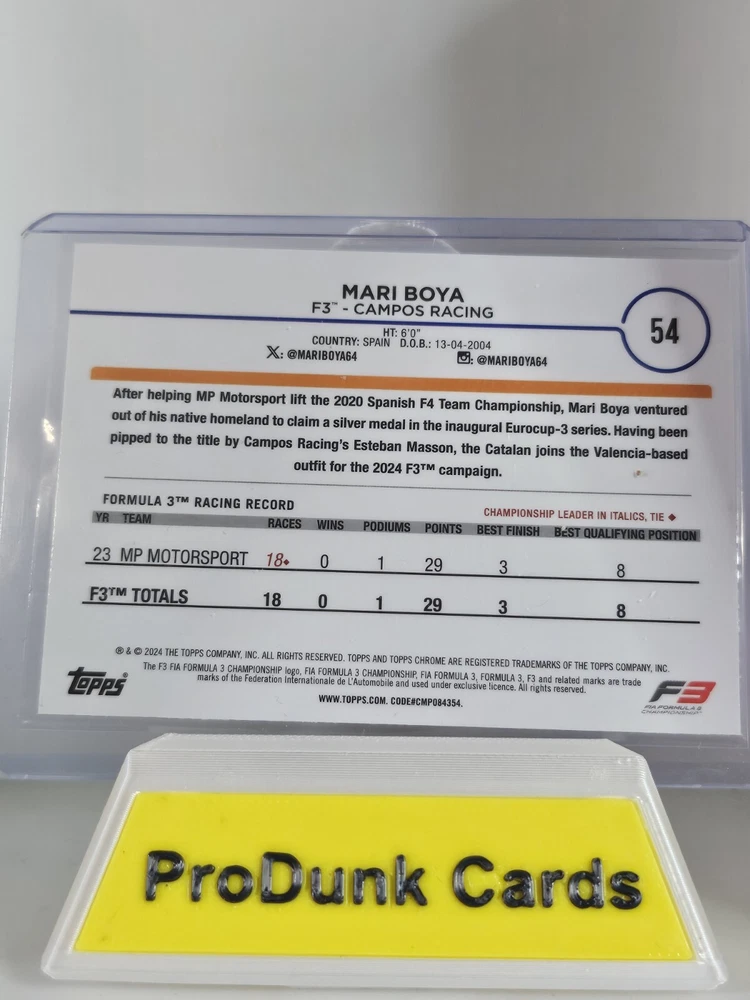 MARI BOYA
F3™ - CAMPOS RACING
54
HT: 6'0"
COUNTRY: SPAIN D.O.B.: 13-04-2004
X: @MARIBOYA64 : @MARIBOYA64
After helping MP Motorsport lift the 2020 Spanish F4 Team Championship, Mari Boya ventured
out of his native homeland to claim a silver medal in the inaugural Eurocup-3 series. Having been
pipped to the title by Campos Racing's Esteban Masson, the Catalan joins the Valencia-based
outfit for the 2024 F3™ campaign.
FORMULA 3™ RACING RECORD
CHAMPIONSHIP LEADER IN ITALICS, TIE ♦
YR TEAM RACES WINS PODIUMS POINTS BEST FINISH BEST QUALIFYING POSITION
23 MP MOTORSPORT 18♦ 0 1 29 3 8
F3™ TOTALS 18 0 1 29 3 8
® & © 2024 THE TOPPS COMPANY, INC. ALL RIGHTS RESERVED. TOPPS AND TOPPS CHROME ARE REGISTERED TRADEMARKS OF THE TOPPS COMPANY, INC.
The F3 FIA FORMULA 3 CHAMPIONSHIP logo, FIA FORMULA 3 CHAMPIONSHIP, FIA FORMULA 3, FORMULA 3, F3 and related marks are trade
marks of the Federation Internationale de L'Automobile and used under exclusive licence. All rights reserved.
WWW.TOPPS.COM. CODE#CMP084354.
Topps®
F3
FIA FORMULA 3
CHAMPIONSHIP™
ProDunk Cards